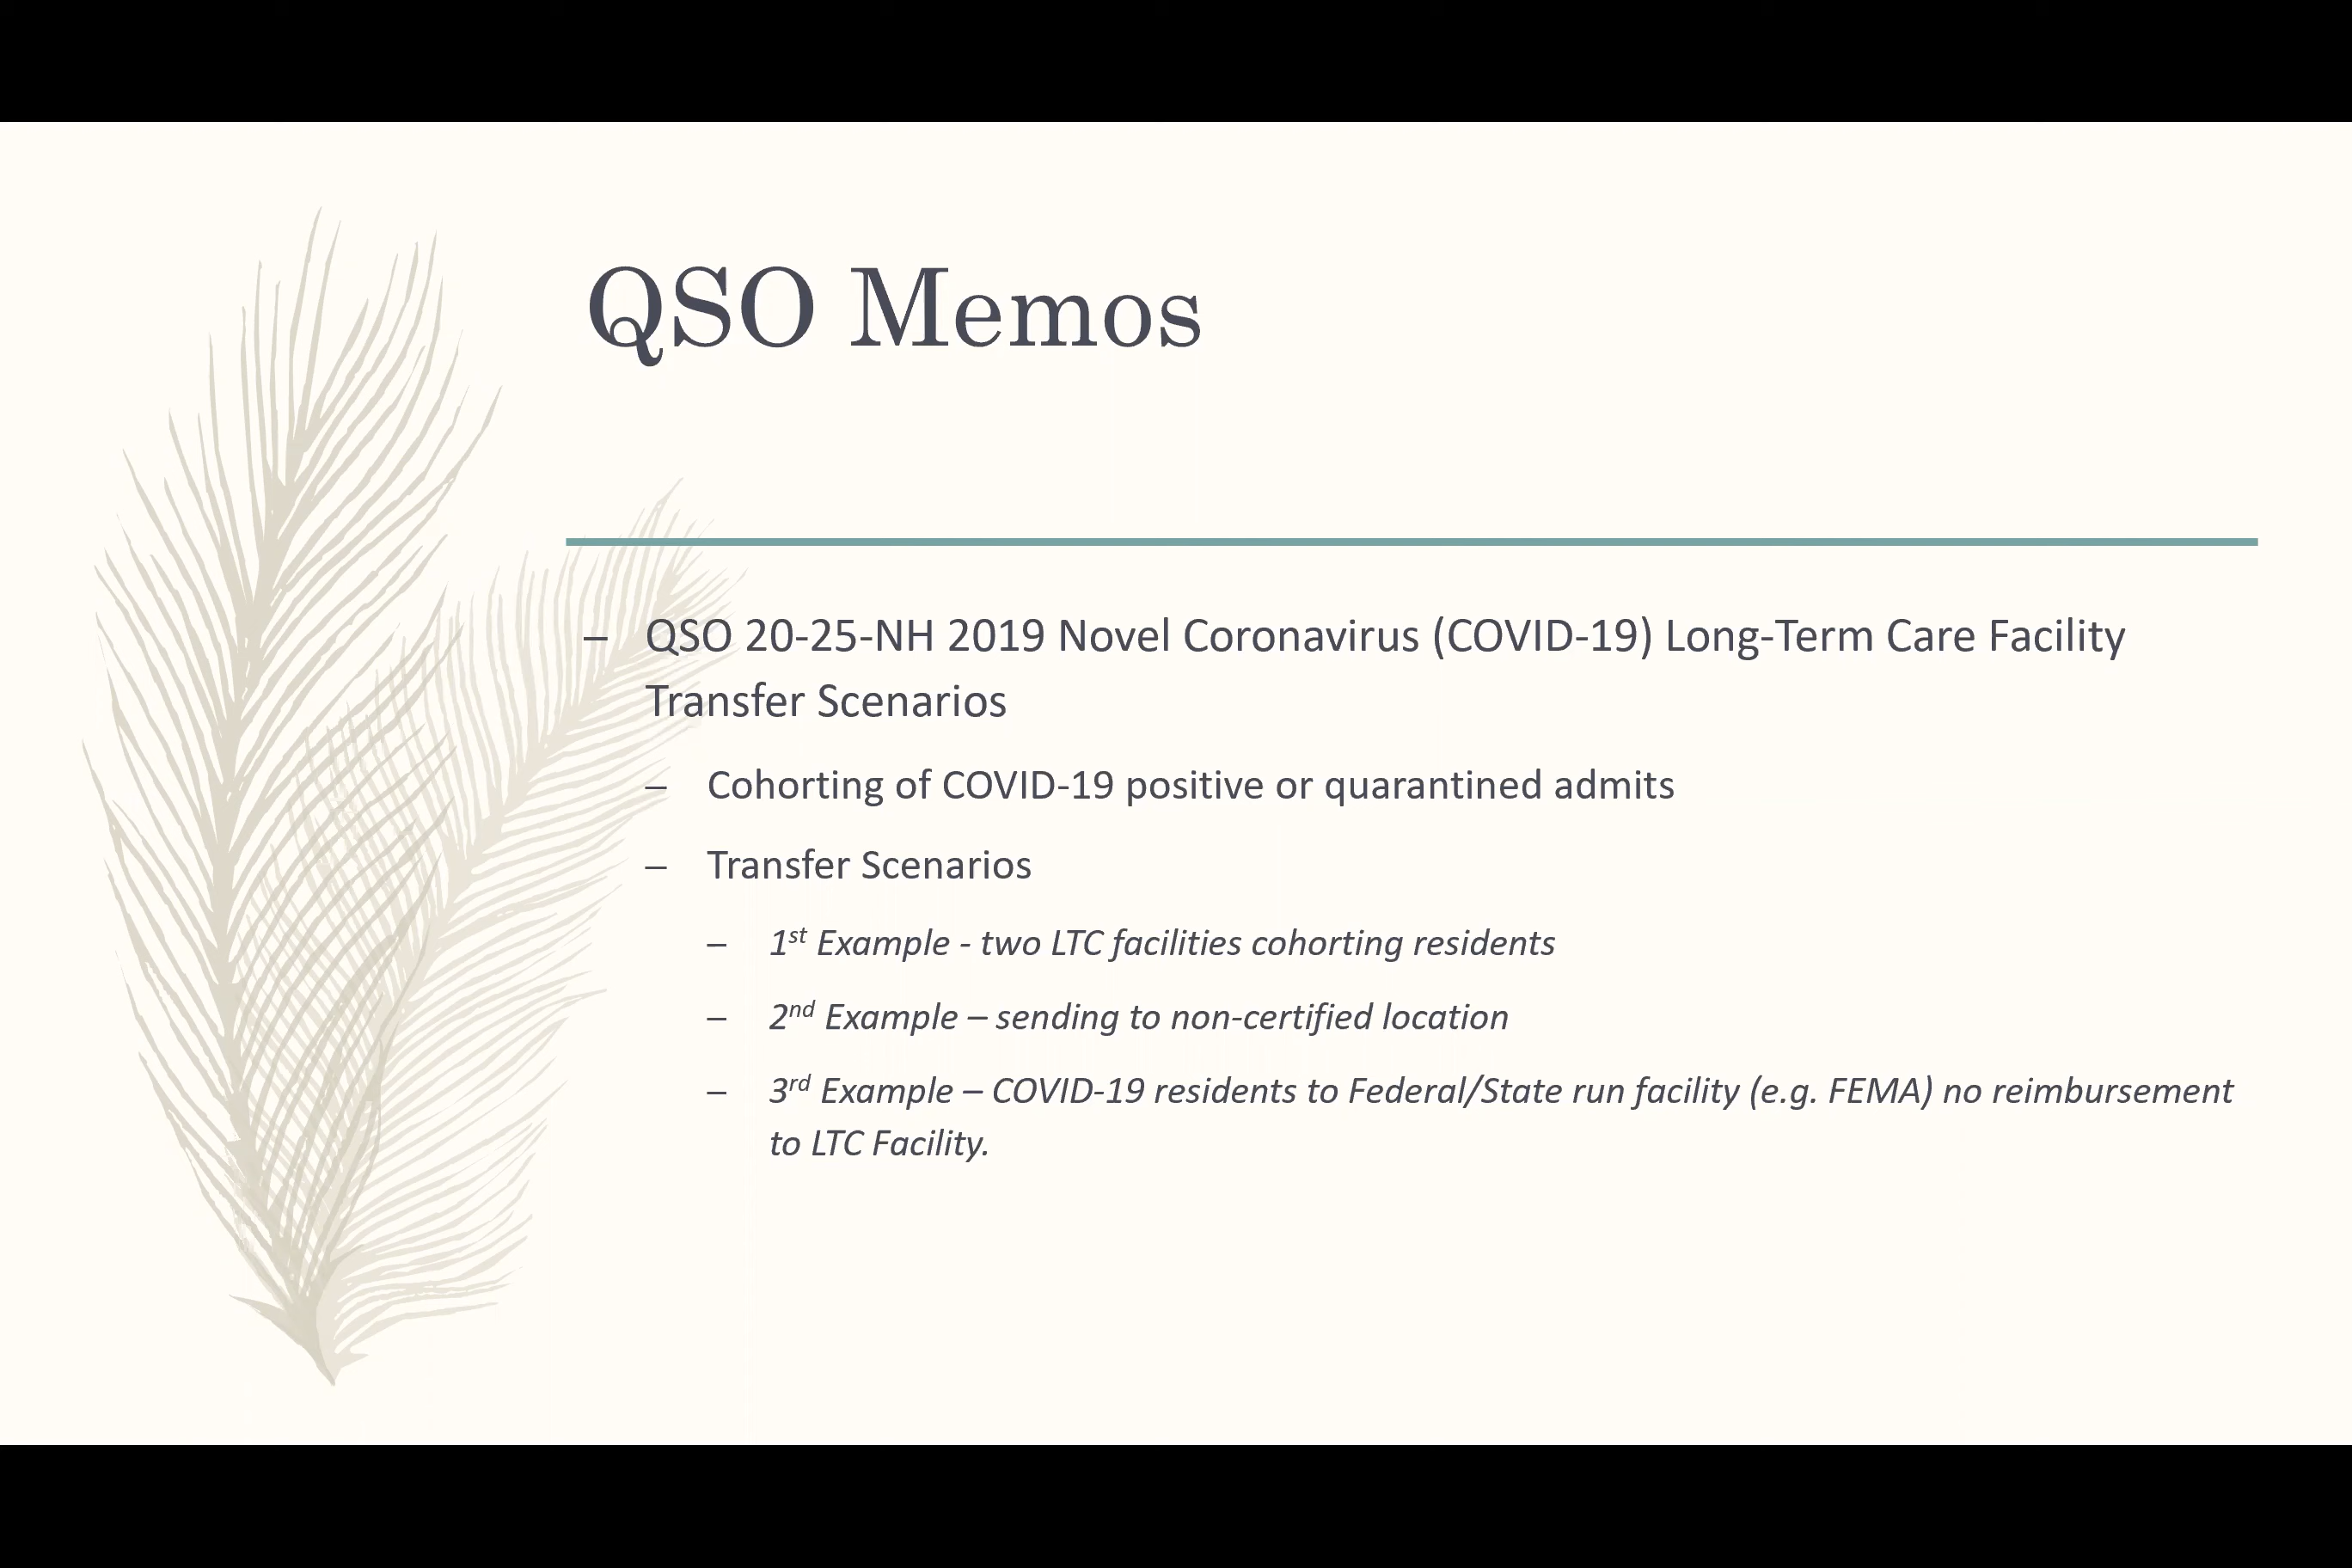 QSO Memos
– QSO 20-25-NH 2019 Novel Coronavirus (COVID-19) Long-Term Care Facility
Transfer Scenarios
– Cohorting of COVID-19 positive or quarantined admits
– Transfer Scenarios
– 1st Example - two LTC facilities cohorting residents
– 2nd Example – sending to non-certified location
– 3rd Example – COVID-19 residents to Federal/State run facility (e.g. FEMA) no reimbursement
to LTC Facility.